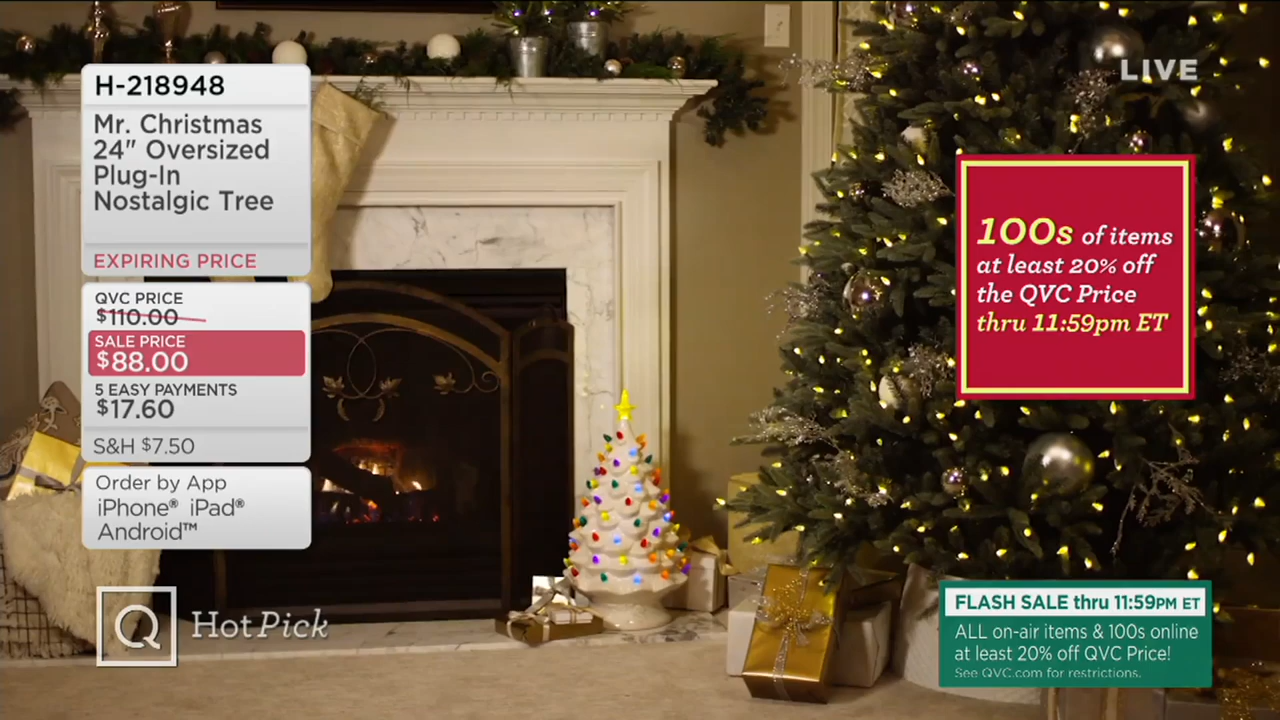 H-218948
Mr. Christmas
24" Oversized
Plug-In
Nostalgic Tree
EXPIRING PRICE
QVC PRICE
$110.00
SALE PRICE
$88.00
5 EASY PAYMENTS
$17.60
S&H $7.50
Order by App
iPhone® iPad®
Android™
Q HotPick
LIVE
100s of items
at least 20% off
the QVC Price
thru 11:59pm ET
FLASH SALE thru 11:59PM ET
ALL on-air items & 100s online
at least 20% off QVC Price!
See QVC.com for restrictions.